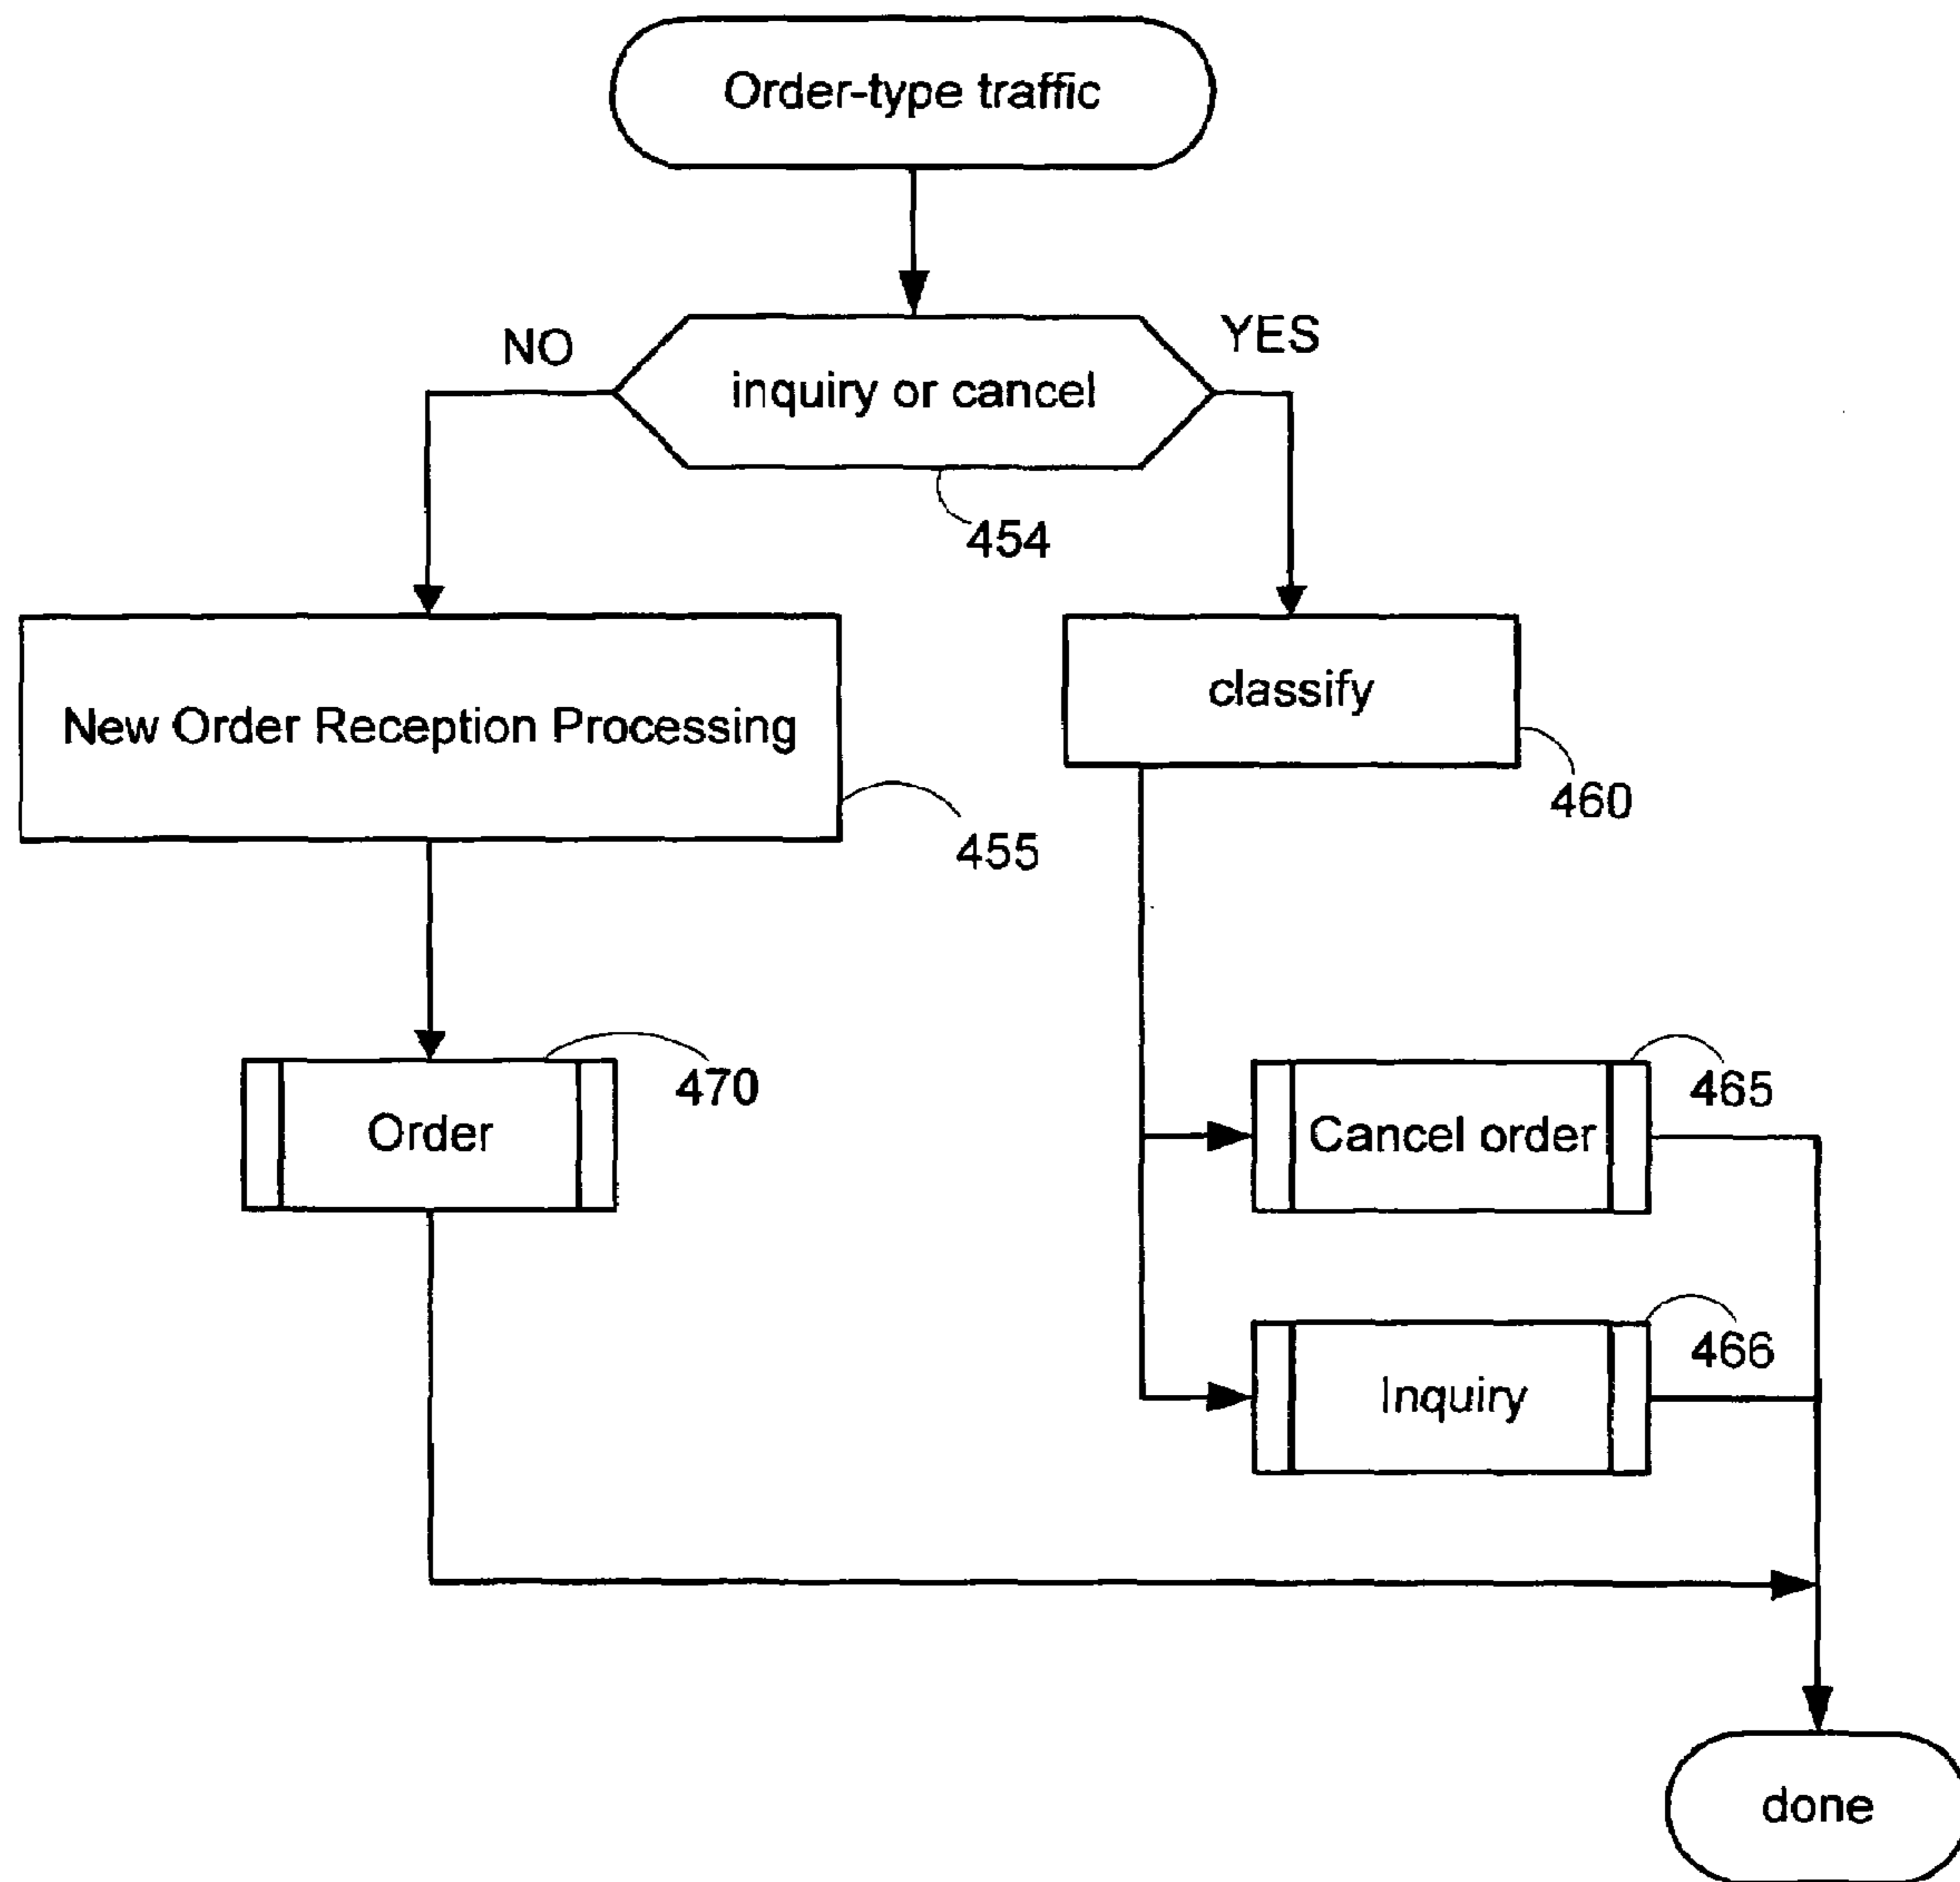 Order-type traffic
NO
YES
inquiry or cancel
454
New Order Reception Processing
classify
460
455
470
Order
465
Cancel order
466
Inquiry
done